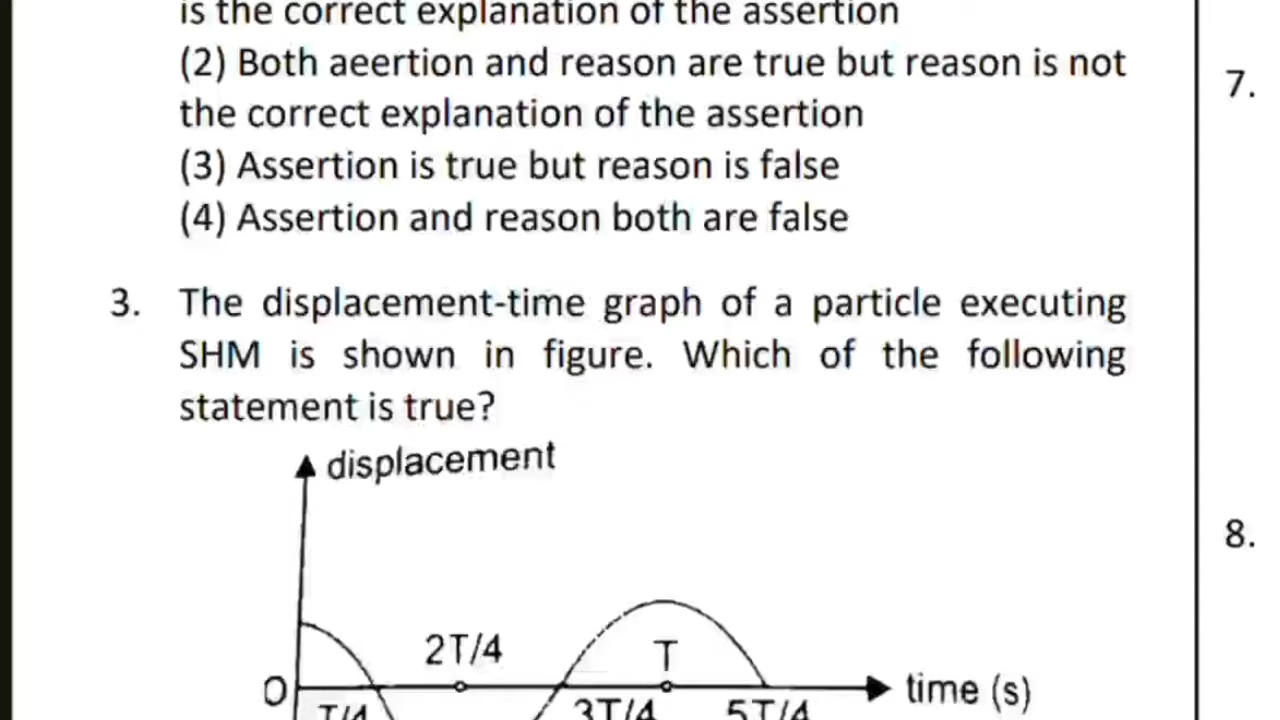 is the correct explanation of the assertion
(2) Both aeertion and reason are true but reason is not
the correct explanation of the assertion
(3) Assertion is true but reason is false
(4) Assertion and reason both are false
7.
3. The displacement-time graph of a particle executing
SHM is shown in figure. Which of the following
statement is true?
displacement
8.
2T/4
T
O
time (s)
T/4
3T/4
5T/4